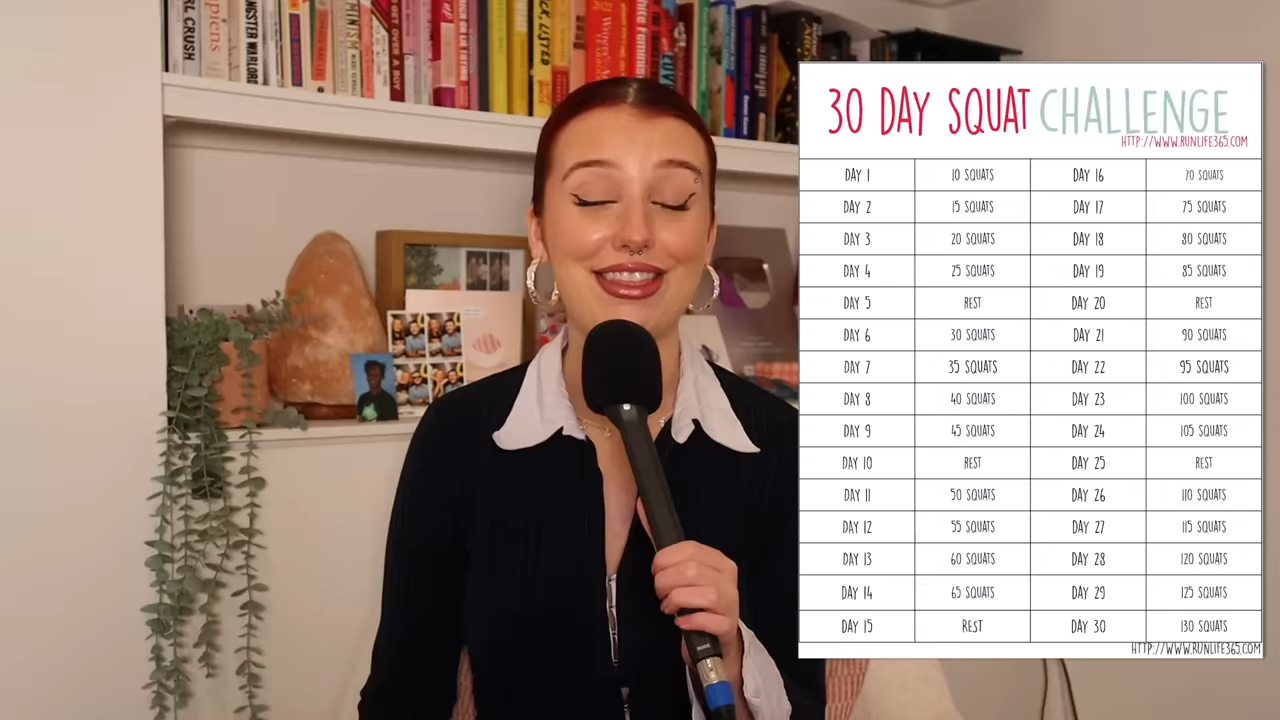 RL CRUSH
Sapiens
NGSTER WARLORD
MINISM
GET OVER A BOY
LISTED
30 DAY SQUAT CHALLENGE
HTTP://WWW.RUNLIFE365.COM
DAY 1 10 SQUATS DAY 16 70 SQUATS
DAY 2 15 SQUATS DAY 17 75 SQUATS
DAY 3 20 SQUATS DAY 18 80 SQUATS
DAY 4 25 SQUATS DAY 19 85 SQUATS
DAY 5 REST DAY 20 REST
DAY 6 30 SQUATS DAY 21 90 SQUATS
DAY 7 35 SQUATS DAY 22 95 SQUATS
DAY 8 40 SQUATS DAY 23 100 SQUATS
DAY 9 45 SQUATS DAY 24 105 SQUATS
DAY 10 REST DAY 25 REST
DAY 11 50 SQUATS DAY 26 110 SQUATS
DAY 12 55 SQUATS DAY 27 115 SQUATS
DAY 13 60 SQUATS DAY 28 120 SQUATS
DAY 14 65 SQUATS DAY 29 125 SQUATS
DAY 15 REST DAY 30 130 SQUATS
HTTP://WWW.RUNLIFE365.COM